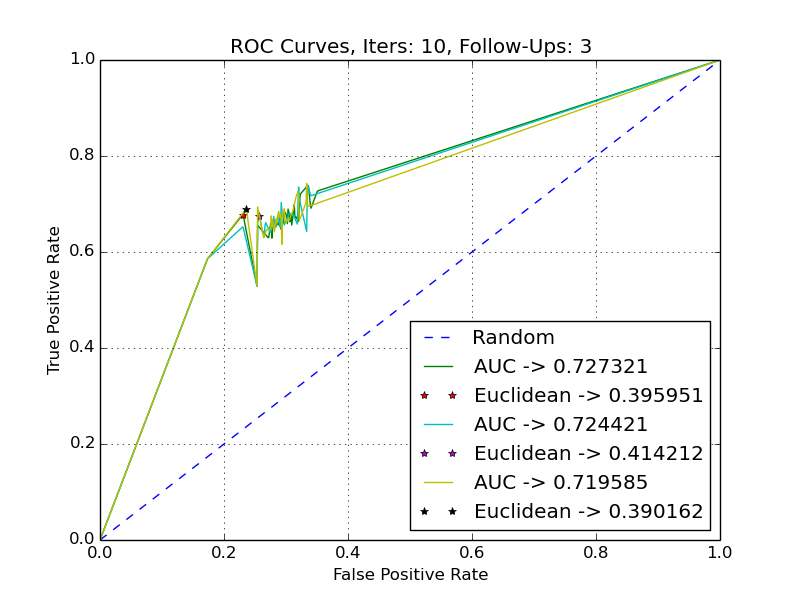 ROC Curves, Iters: 10, Follow-Ups: 3
True Positive Rate
1.0
0.8
0.6
0.4
0.2
0.0
Random
AUC -> 0.727321
Euclidean -> 0.395951
AUC -> 0.724421
Euclidean -> 0.414212
AUC -> 0.719585
Euclidean -> 0.390162
0.0 0.2 0.4 0.6 0.8 1.0
False Positive Rate